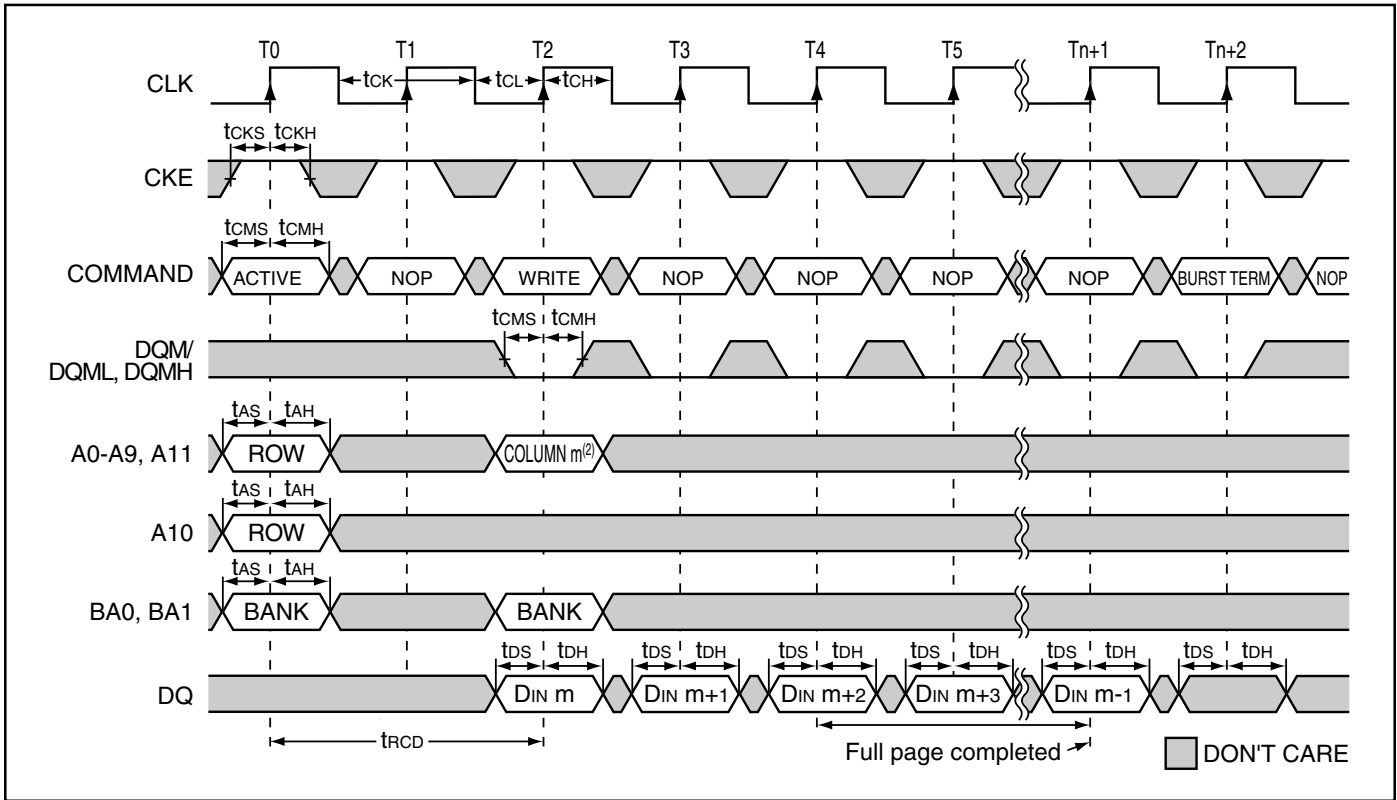 T0 T1 T2 T3 T4 T5 Tn+1 Tn+2
CLK tCK tCL tCH
tCKS tCKH
CKE
tCMS tCMH
COMMAND ACTIVE NOP WRITE NOP NOP NOP NOP BURST TERM NOP
tCMS tCMH
DQM/
DQML, DQMH
tAS tAH
A0-A9, A11 ROW COLUMN m(2)
tAS tAH
A10 ROW
tAS tAH
BA0, BA1 BANK BANK
tDS tDH tDS tDH tDS tDH tDS tDH tDS tDH tDS tDH
DQ DIN m DIN m+1 DIN m+2 DIN m+3 DIN m-1
tRCD
Full page completed
DON'T CARE